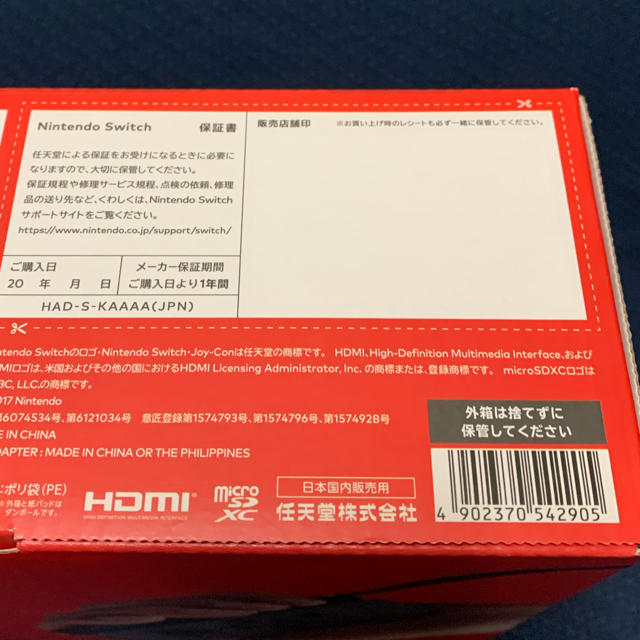 Nintendo Switch 保証書
任天堂による保証をお受けになるときに必要に
なりますので、大切に保管してください。
保証規程や修理サービス規程、点検の依頼、修理
品の送り先など、くわしくは、Nintendo Switch
サポートサイトをご覧ください。
https://www.nintendo.co.jp/support/switch/
ご購入日 メーカー保証期間
20 年 月 日 ご購入日より1年間
HAD-S-KAAAA(JPN)
販売店舗印 ※お買い上げ時のレシートも必ず一緒に保管してください。
ntendo Switchのロゴ・Nintendo Switch・Joy-Conは任天堂の商標です。 HDMI、High-Definition Multimedia Interface、および
MIロゴは、米国およびその他の国におけるHDMI Licensing Administrator, Inc. の商標または、登録商標です。 microSDXCロゴは
3C, LLC.の商標です。
017 Nintendo
第6074534号、第6121034号 意匠登録第1574793号、第1574796号、第1574928号
DE IN CHINA
DAPTER : MADE IN CHINA OR THE PHILIPPINES
外箱は捨てずに
保管してください
:ポリ袋(PE)
※外箱と紙パッドは
ダンボールです。
HDMI
HIGH-DEFINITION MULTIMEDIA INTERFACE
micro
SD
XC
日本国内販売用
任天堂株式会社
4 902370 542905